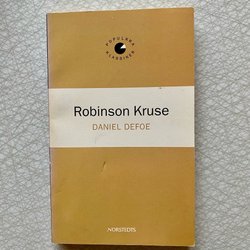 POPULÄRA
KLASSIKER
Robinson Kruse
DANIEL DEFOE
NORSTEDTS